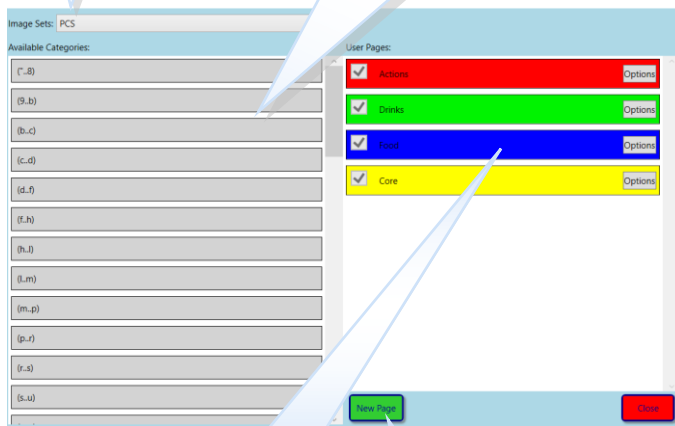 Image Sets: PCS
Available Categories:
(*..8)
(9..b)
(b..c)
(c..d)
(d..f)
(f..h)
(h..l)
(l..m)
(m..p)
(p..r)
(r..s)
(s..u)
User Pages:
Actions Options
Drinks Options
Food Options
Core Options
New Page
Close